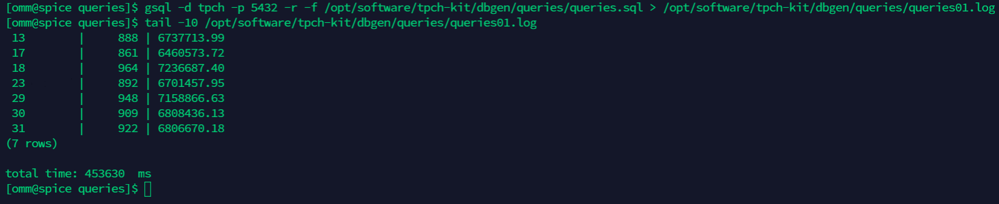 [omm@spice queries]$ gsql -d tpch -p 5432 -r -f /opt/software/tpch-kit/dbgen/queries/queries.sql > /opt/software/tpch-kit/dbgen/queries/queries01.log
[omm@spice queries]$ tail -10 /opt/software/tpch-kit/dbgen/queries/queries01.log
 13        |     888 | 6737713.99
 17        |     861 | 6460573.72
 18        |     964 | 7236687.40
 23        |     892 | 6701457.95
 29        |     948 | 7158866.63
 30        |     909 | 6808436.13
 31        |     922 | 6806670.18
(7 rows)

total time: 453630  ms
[omm@spice queries]$